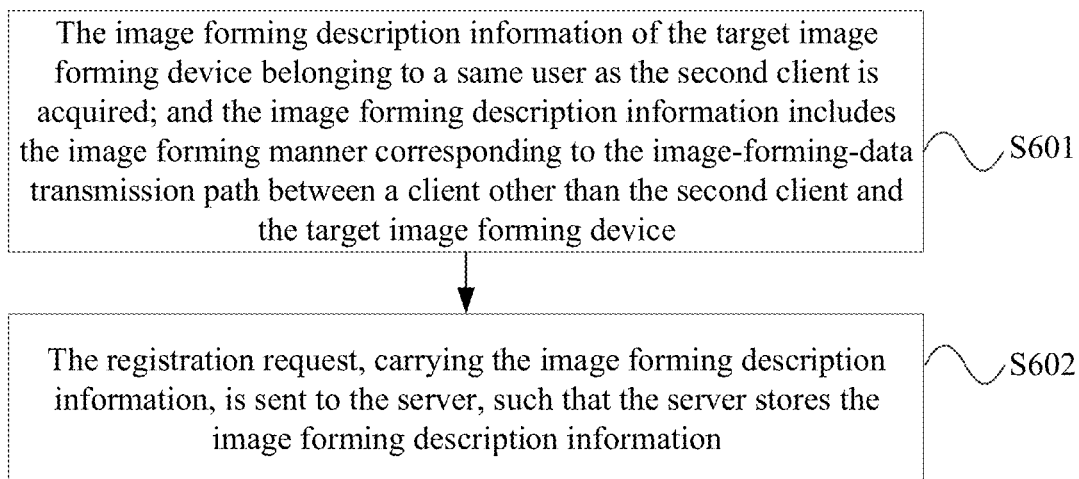 The image forming description information of the target image
forming device belonging to a same user as the second client is
acquired; and the image forming description information includes
the image forming manner corresponding to the image-forming-data
transmission path between a client other than the second client and
the target image forming device
S601
The registration request, carrying the image forming description
information, is sent to the server, such that the server stores the
image forming description information
S602